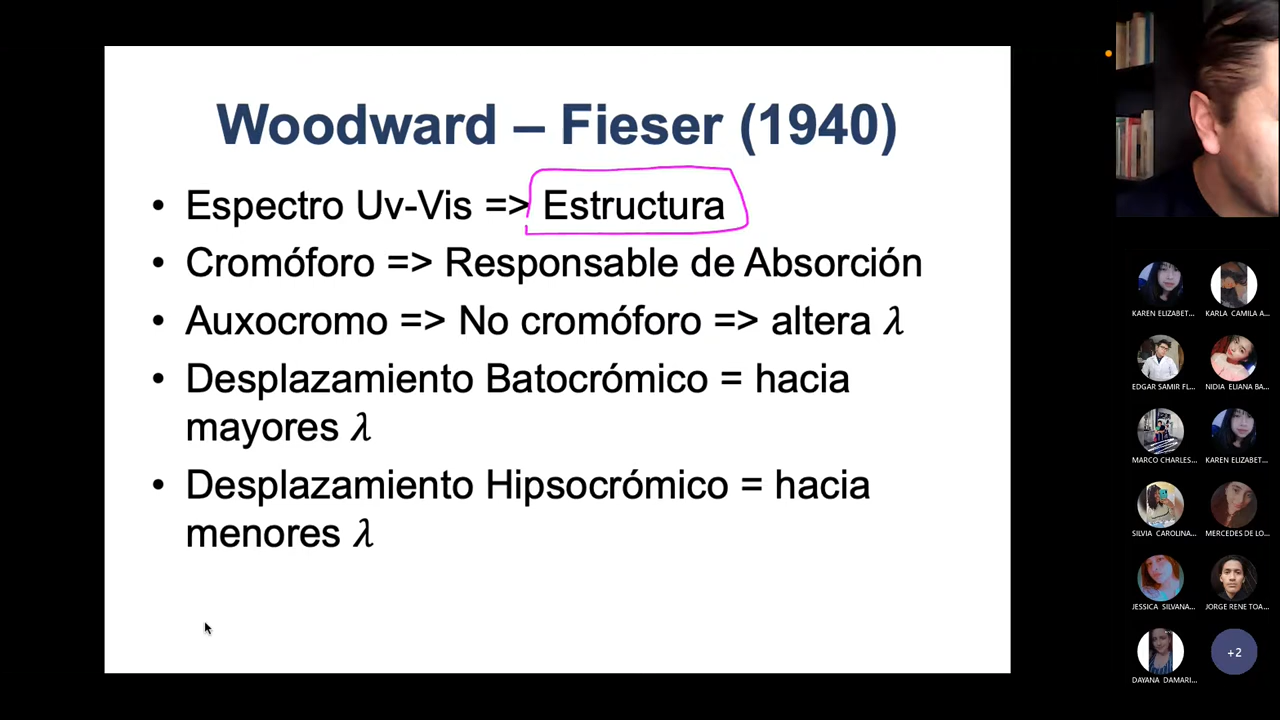 Woodward – Fieser (1940)
• Espectro Uv-Vis => Estructura
• Cromóforo => Responsable de Absorción
• Auxocromo => No cromóforo => altera λ
• Desplazamiento Batocrómico = hacia
mayores λ
• Desplazamiento Hipsocrómico = hacia
menores λ
KAREN ELIZABET...
KARLA CAMILA A...
EDGAR SAMIR FL...
NIDIA ELIANA BA...
MARCO CHARLES...
KAREN ELIZABET...
SILVIA CAROLINA...
MERCEDES DE LO...
JESSICA SILVANA...
JORGE RENE TOA...
DAYANA DAMARI...
+2